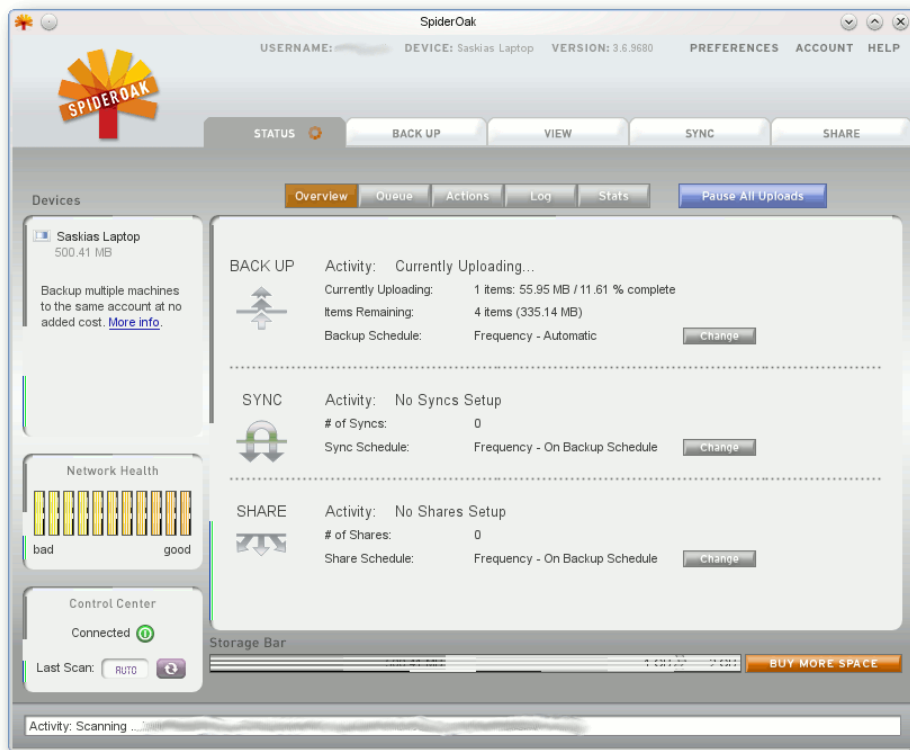 SpiderOak
USERNAME: DEVICE: Saskias Laptop VERSION: 3.6.9680 PREFERENCES ACCOUNT HELP
SPIDEROAK
STATUS BACK UP VIEW SYNC SHARE
Devices
Overview Queue Actions Log Stats Pause All Uploads
Saskias Laptop
500.41 MB
Backup multiple machines
to the same account at no
added cost. More info.
BACK UP Activity: Currently Uploading...
Currently Uploading: 1 items: 55.95 MB / 11.61 % complete
Items Remaining: 4 items (335.14 MB)
Backup Schedule: Frequency - Automatic Change
SYNC Activity: No Syncs Setup
# of Syncs: 0
Sync Schedule: Frequency - On Backup Schedule Change
Network Health
bad good
SHARE Activity: No Shares Setup
# of Shares: 0
Share Schedule: Frequency - On Backup Schedule Change
Control Center
Connected
Last Scan: AUTO
Storage Bar
BUY MORE SPACE
Activity: Scanning ...